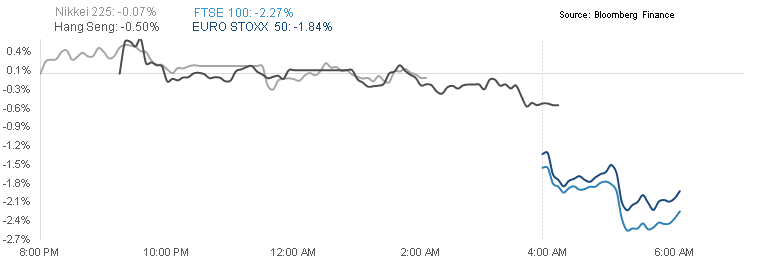 Nikkei 225: -0.07% FTSE 100: -2.27%
Hang Seng: -0.50% EURO STOXX 50: -1.84%
Source: Bloomberg Finance
0.4%
0.1%
-0.3%
-0.6%
-0.9%
-1.2%
-1.5%
-1.8%
-2.1%
-2.4%
-2.7%
8:00 PM 10:00 PM 12:00 AM 2:00 AM 4:00 AM 6:00 AM